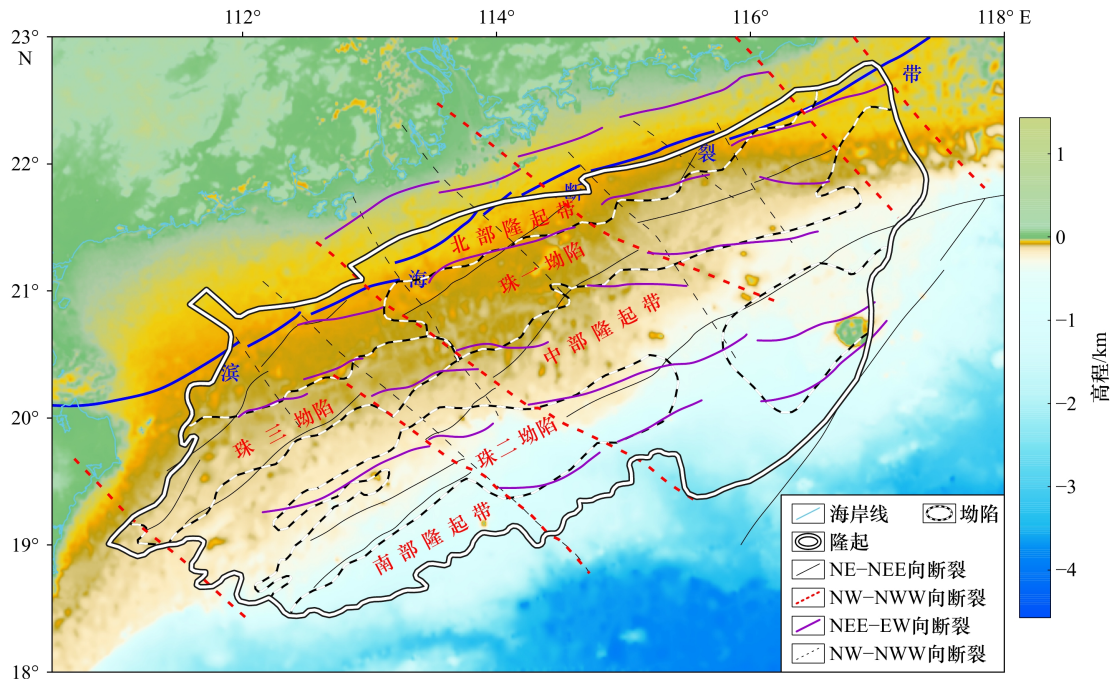 112°
114°
116°
118° E
23°
N
22°
21°
20°
19°
18°
滨海断裂带
北部隆起带
珠一坳陷
中部隆起带
珠三坳陷
珠二坳陷
南部隆起带
海岸线
坳陷
隆起
NE-NEE向断裂
NW-NWW向断裂
NEE-EW向断裂
NW-NWW向断裂
1
0
−1
−2
−3
−4
高程/km